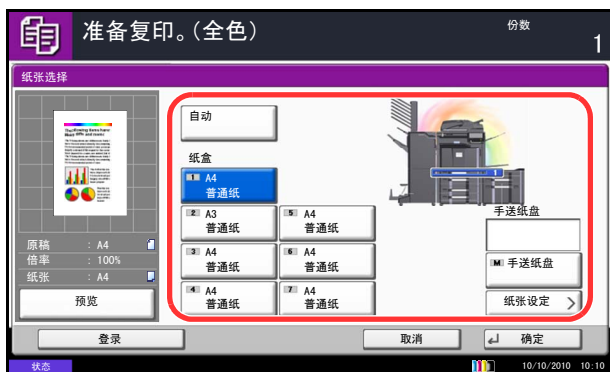 准备复印。(全色)
份数
1
纸张选择
自动
纸盒
1 A4
普通纸
2 A3
普通纸
3 A4
普通纸
4 A4
普通纸
5 A4
普通纸
6 A4
普通纸
7 A4
普通纸
1
手送纸盘
M 手送纸盘
纸张设定
原稿 : A4
倍率 : 100%
纸张 : A4
预览
登录
取消
确定
状态
10/10/2010 10:10